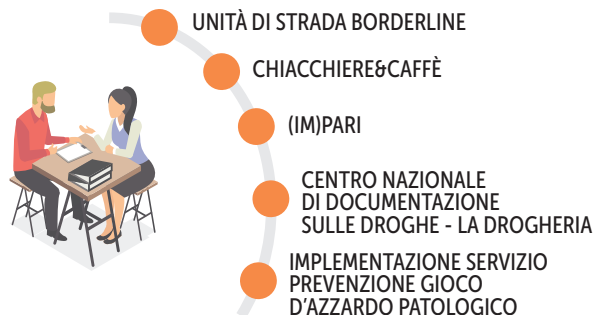 UNITÀ DI STRADA BORDERLINE
CHIACCHIERE&CAFFÈ
(IM)PARI
CENTRO NAZIONALE
DI DOCUMENTAZIONE
SULLE DROGHE - LA DROGHERIA
IMPLEMENTAZIONE SERVIZIO
PREVENZIONE GIOCO
D'AZZARDO PATOLOGICO